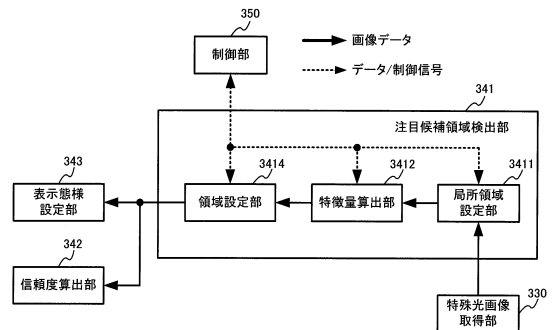 350
制御部
画像データ
データ/制御信号
341
注目候補領域検出部
343
表示態様
設定部
3414
領域設定部
3412
特徴量算出部
3411
局所領域
設定部
342
信頼度算出部
330
特殊光画像
取得部